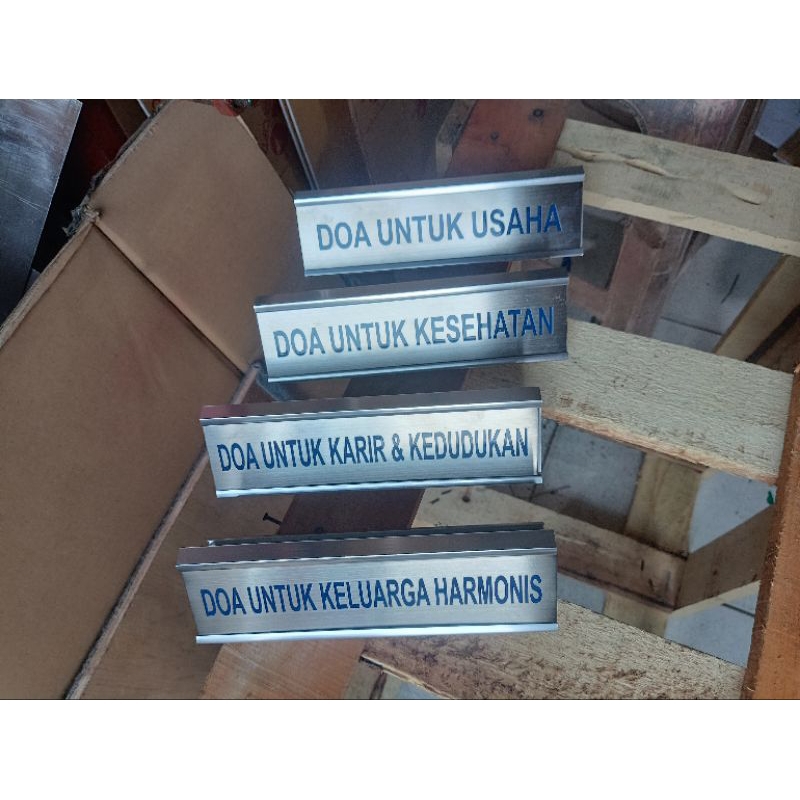 DOA UNTUK USAHA
DOA UNTUK KESEHATAN
DOA UNTUK KARIR & KEDUDUKAN
DOA UNTUK KELUARGA HARMONIS